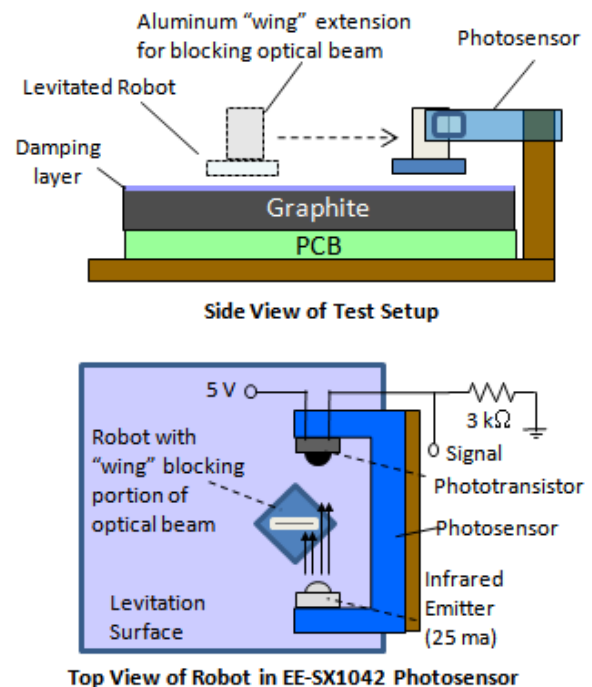 Aluminum “wing” extension
for blocking optical beam
Photosensor
Levitated Robot
Damping
layer
Graphite
PCB
Side View of Test Setup
5 V
3 kΩ
Robot with
“wing” blocking
portion of
optical beam
Signal
Phototransistor
Photosensor
Infrared
Emitter
(25 ma)
Levitation
Surface
Top View of Robot in EE-SX1042 Photosensor